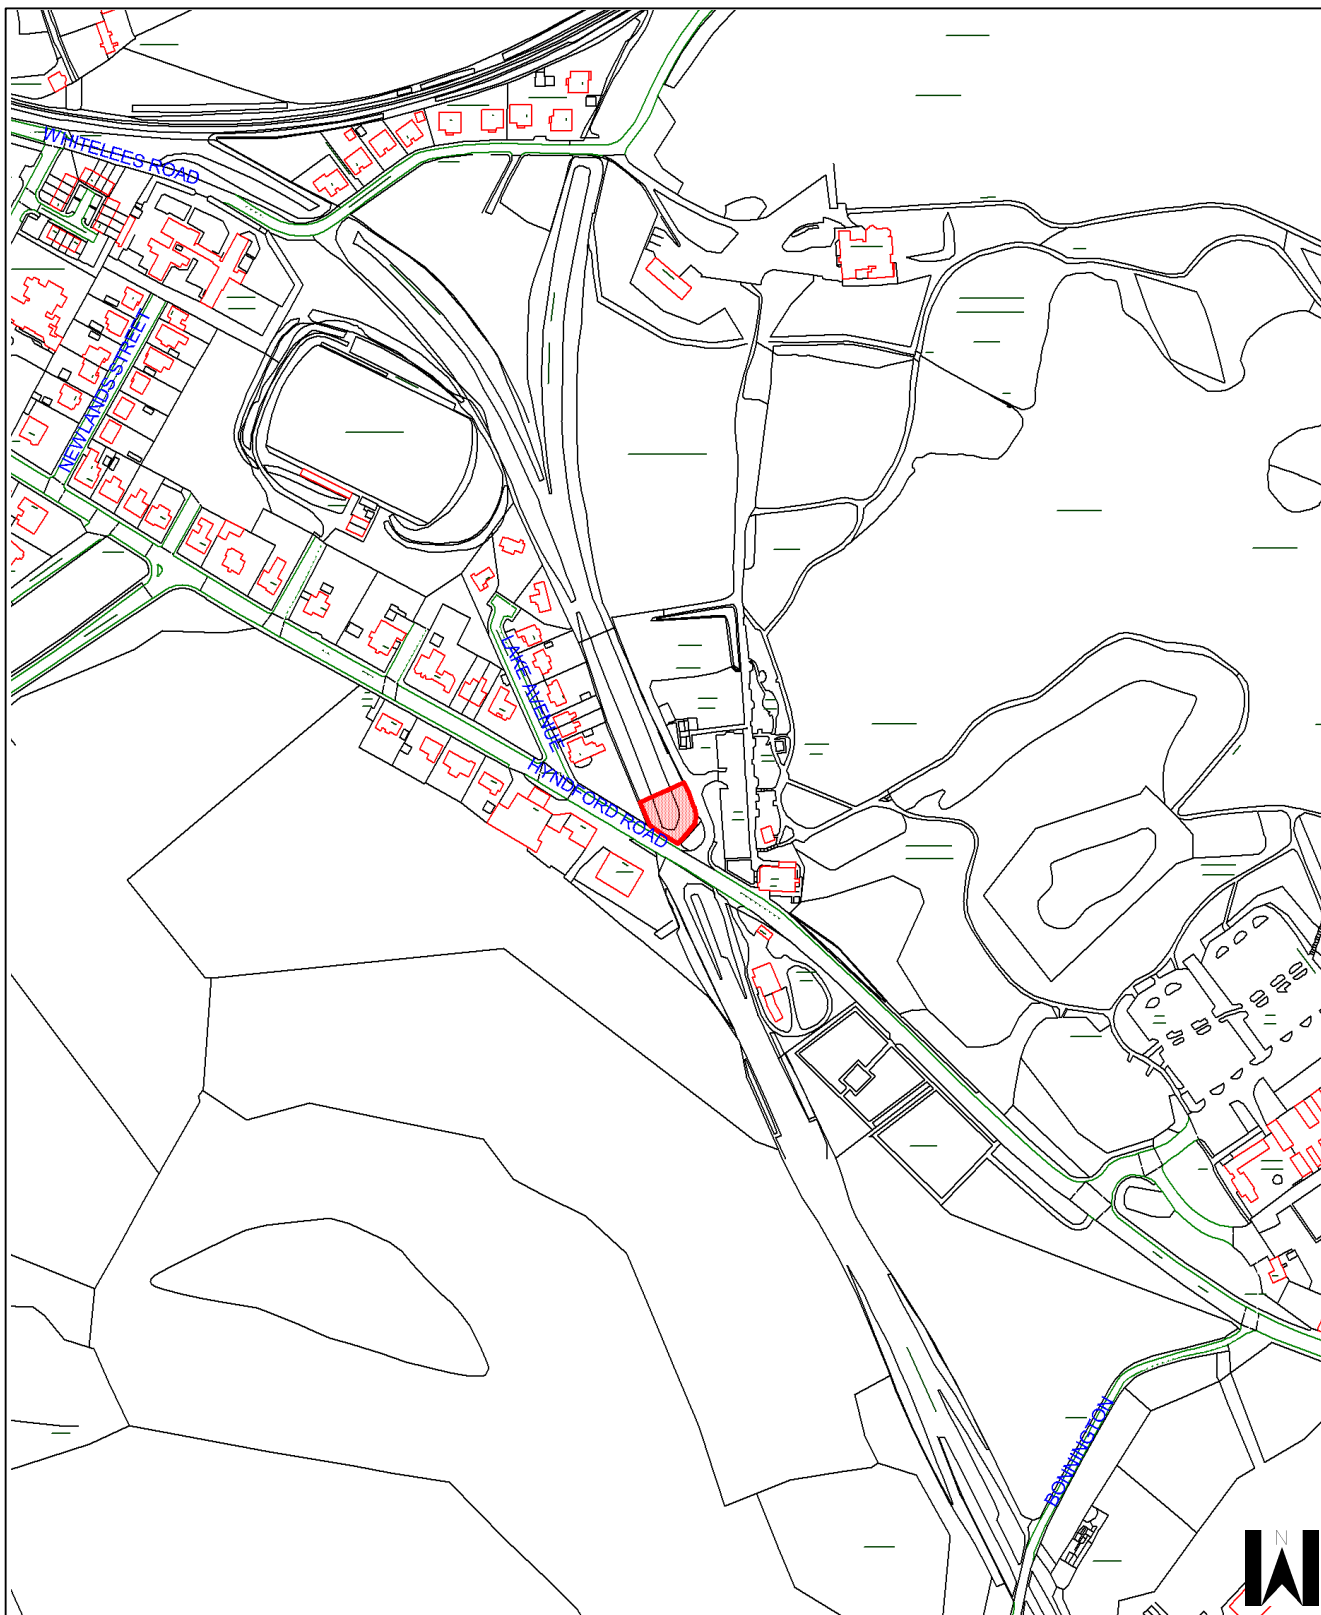 WHITELEES ROAD
NEWLANDS STREET
LAKE AVENUE
HYNDFORD ROAD
BONNINGTON
N